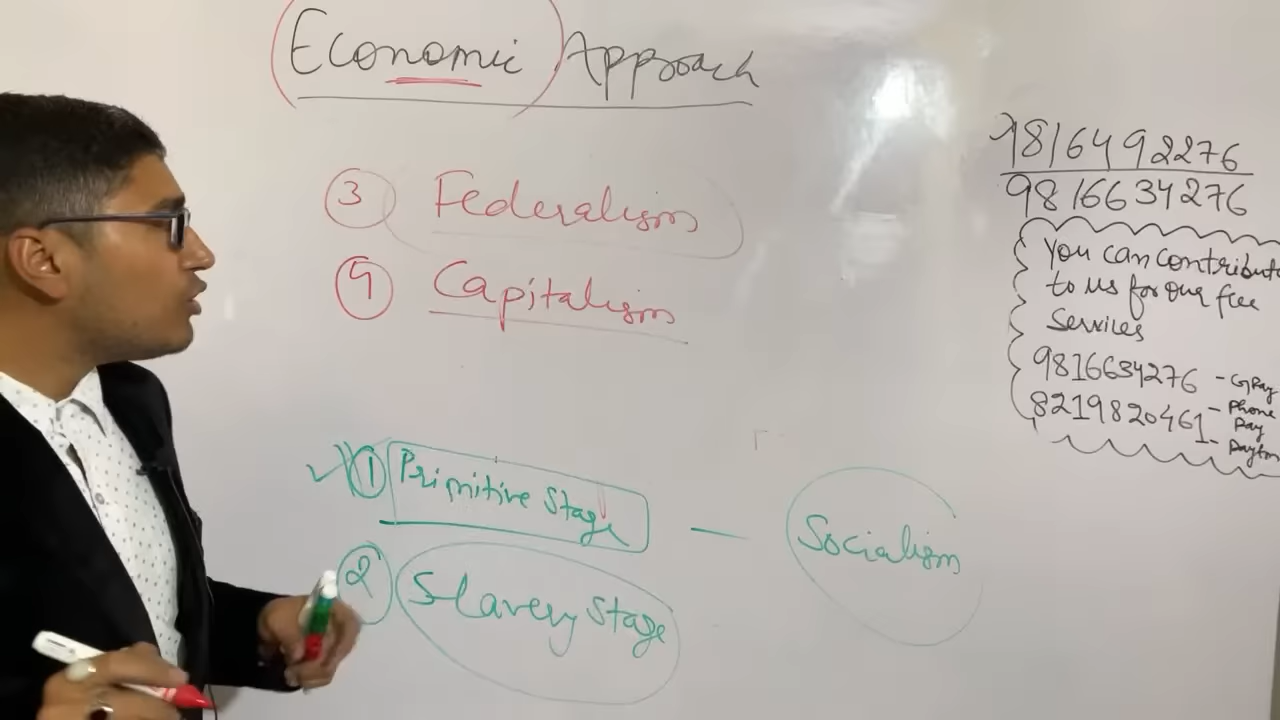 Economic Approach
③ Federalism
④ Capitalism
① Primitive Stage — Socialism
② Slavery Stage
9816492276
9816634276
You can contribute
to us for our free
Services
9816634276 - GPay
8219820461 - Phone
Pay
- Paytm